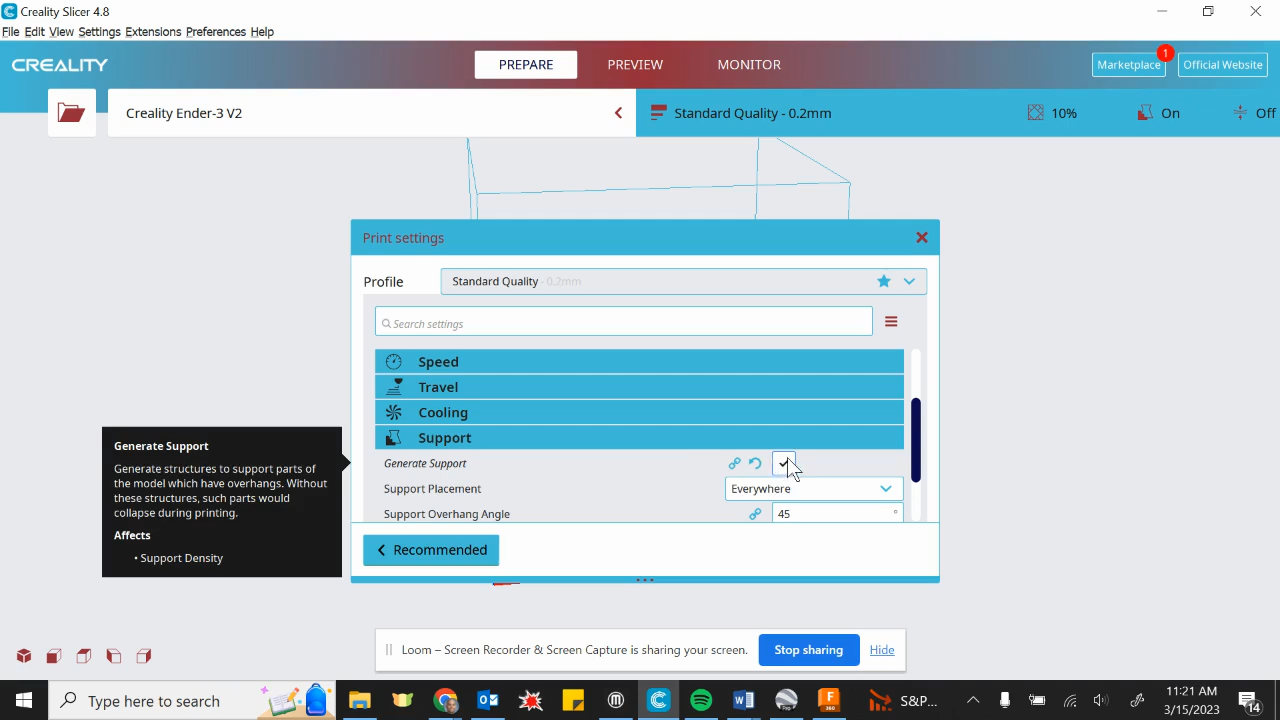 Creality Slicer 4.8
File Edit View Settings Extensions Preferences Help
CREALITY
PREPARE
PREVIEW
MONITOR
Marketplace
1
Official Website
Creality Ender-3 V2
Standard Quality - 0.2mm
10%
On
Off
Print settings
Profile
Standard Quality - 0.2mm
Search settings
Speed
Travel
Cooling
Support
Generate Support
Support Placement
Everywhere
Support Overhang Angle
45
°
Recommended
Generate Support
Generate structures to support parts of
the model which have overhangs. Without
these structures, such parts would
collapse during printing.
Affects
• Support Density
Loom – Screen Recorder & Screen Capture is sharing your screen.
Stop sharing
Hide
Type here to search
S&P...
11:21 AM
3/15/2023
14